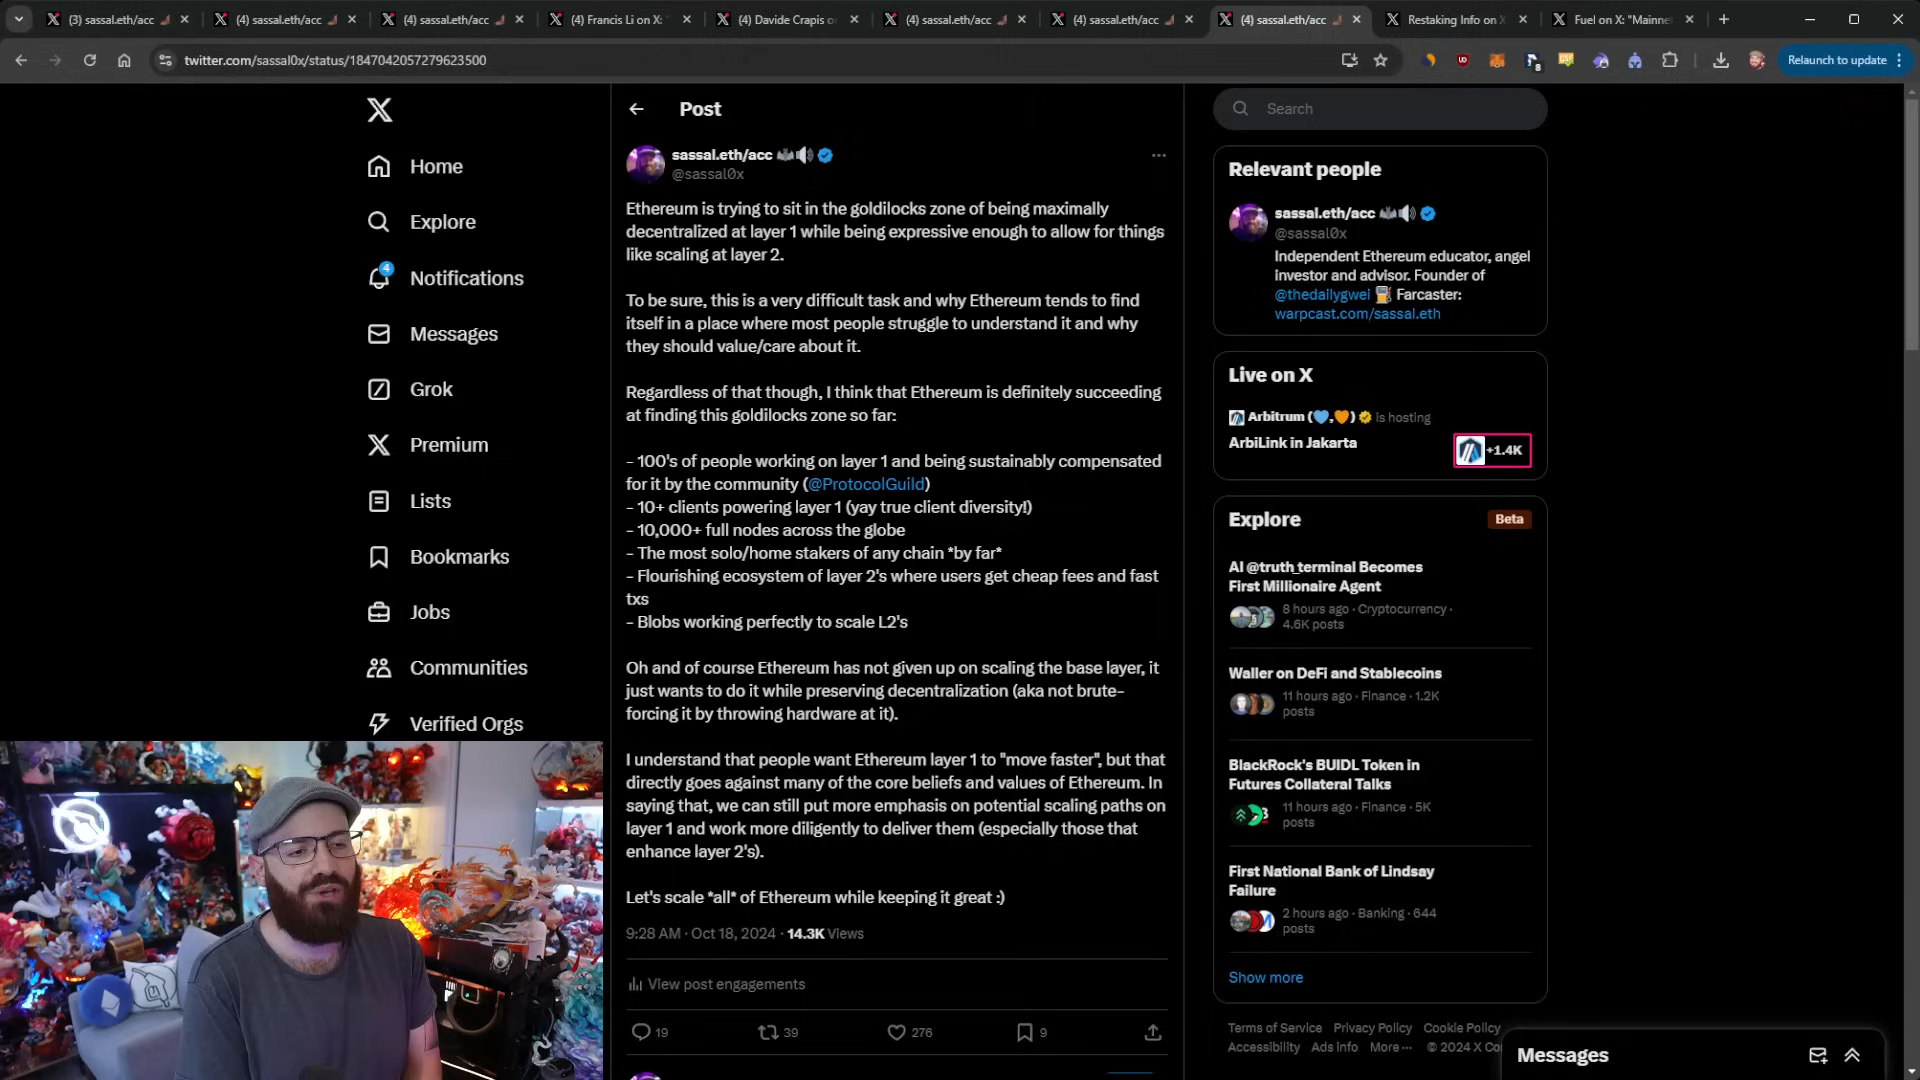 (3) sassal.eth/acc
(4) sassal.eth/acc
(4) sassal.eth/acc
(4) Francis Li on X: "
(4) Davide Crapis o
(4) sassal.eth/acc
(4) sassal.eth/acc
(4) sassal.eth/acc
Restaking Info on X
Fuel on X: "Mainne
twitter.com/sassal0x/status/1847042057279623500
Relaunch to update
Home
Explore
4
Notifications
Messages
Grok
Premium
Lists
Bookmarks
Jobs
Communities
Verified Orgs
Post
sassal.eth/acc
@sassal0x
Ethereum is trying to sit in the goldilocks zone of being maximally
decentralized at layer 1 while being expressive enough to allow for things
like scaling at layer 2.
To be sure, this is a very difficult task and why Ethereum tends to find
itself in a place where most people struggle to understand it and why
they should value/care about it.
Regardless of that though, I think that Ethereum is definitely succeeding
at finding this goldilocks zone so far:
- 100's of people working on layer 1 and being sustainably compensated
for it by the community (@ProtocolGuild)
- 10+ clients powering layer 1 (yay true client diversity!)
- 10,000+ full nodes across the globe
- The most solo/home stakers of any chain *by far*
- Flourishing ecosystem of layer 2's where users get cheap fees and fast
txs
- Blobs working perfectly to scale L2's
Oh and of course Ethereum has not given up on scaling the base layer, it
just wants to do it while preserving decentralization (aka not brute-
forcing it by throwing hardware at it).
I understand that people want Ethereum layer 1 to "move faster", but that
directly goes against many of the core beliefs and values of Ethereum. In
saying that, we can still put more emphasis on potential scaling paths on
layer 1 and work more diligently to deliver them (especially those that
enhance layer 2's).
Let's scale *all* of Ethereum while keeping it great :)
9:28 AM · Oct 18, 2024 · 14.3K Views
View post engagements
19
39
276
9
Search
Relevant people
sassal.eth/acc
@sassal0x
Independent Ethereum educator, angel
investor and advisor. Founder of
@thedailygwei ⛽ Farcaster:
warpcast.com/sassal.eth
Live on X
Arbitrum (💙,🧡) is hosting
ArbiLink in Jakarta
+1.4K
Explore
Beta
AI @truth_terminal Becomes
First Millionaire Agent
8 hours ago · Cryptocurrency ·
4.6K posts
Waller on DeFi and Stablecoins
11 hours ago · Finance · 1.2K
posts
BlackRock's BUIDL Token in
Futures Collateral Talks
11 hours ago · Finance · 5K
posts
First National Bank of Lindsay
Failure
2 hours ago · Banking · 644
posts
Show more
Terms of Service Privacy Policy Cookie Policy
Accessibility Ads info More ··· © 2024 X Co
Messages